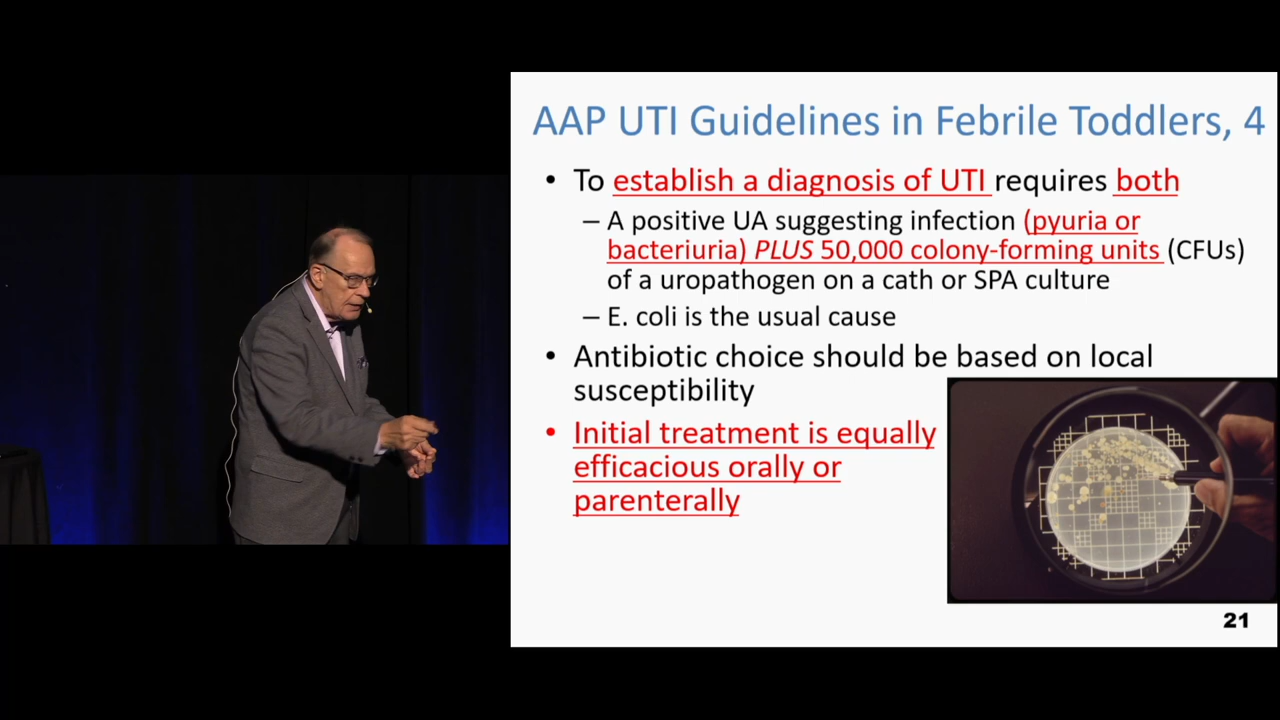 AAP UTI Guidelines in Febrile Toddlers, 4
• To establish a diagnosis of UTI requires both
– A positive UA suggesting infection (pyuria or
bacteriuria) PLUS 50,000 colony-forming units (CFUs)
of a uropathogen on a cath or SPA culture
– E. coli is the usual cause
• Antibiotic choice should be based on local
susceptibility
• Initial treatment is equally
efficacious orally or
parenterally
21